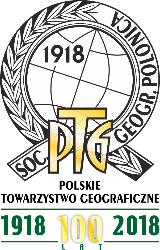 1918
SOC. GEOGR. POLONICA
PTG
POLSKIE
TOWARZYSTWO GEOGRAFICZNE
1918 100 2018
LAT